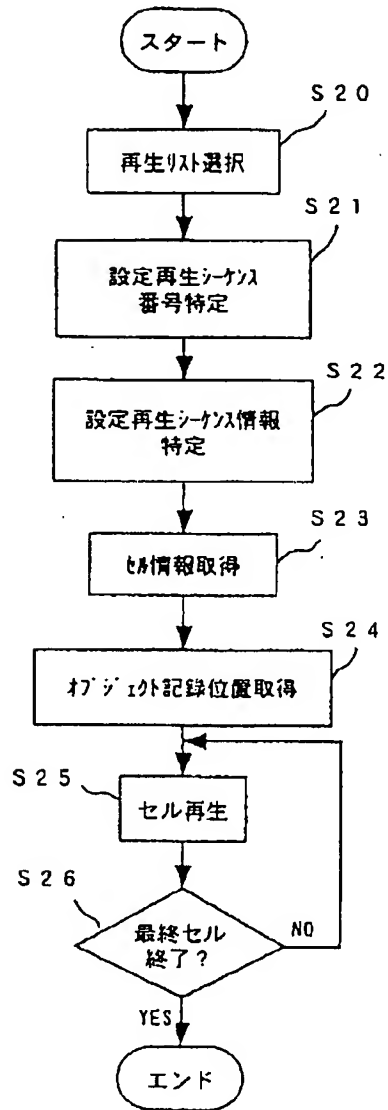 スタート
S20
再生リスト選択
S21
設定再生シーケンス
番号特定
S22
設定再生シーケンス情報
特定
S23
セル情報取得
S24
オブジェクト記録位置取得
S25
セル再生
S26
最終セル
終了?
NO
YES
エンド